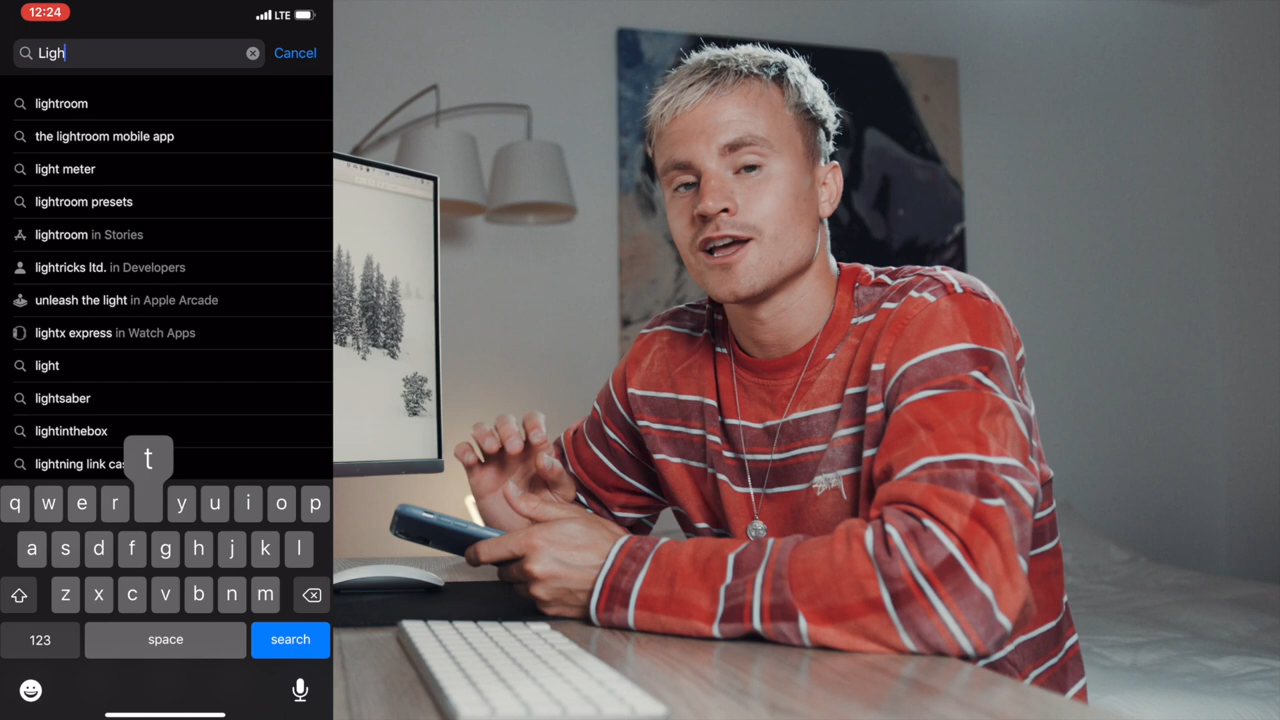 12:24
LTE
Ligh
Cancel
lightroom
the lightroom mobile app
light meter
lightroom presets
lightroom in Stories
lightricks ltd. in Developers
unleash the light in Apple Arcade
lightx express in Watch Apps
light
lightsaber
lightinthebox
lightning link cas
t
q w e r y u i o p
a s d f g h j k l
z x c v b n m
123 space search